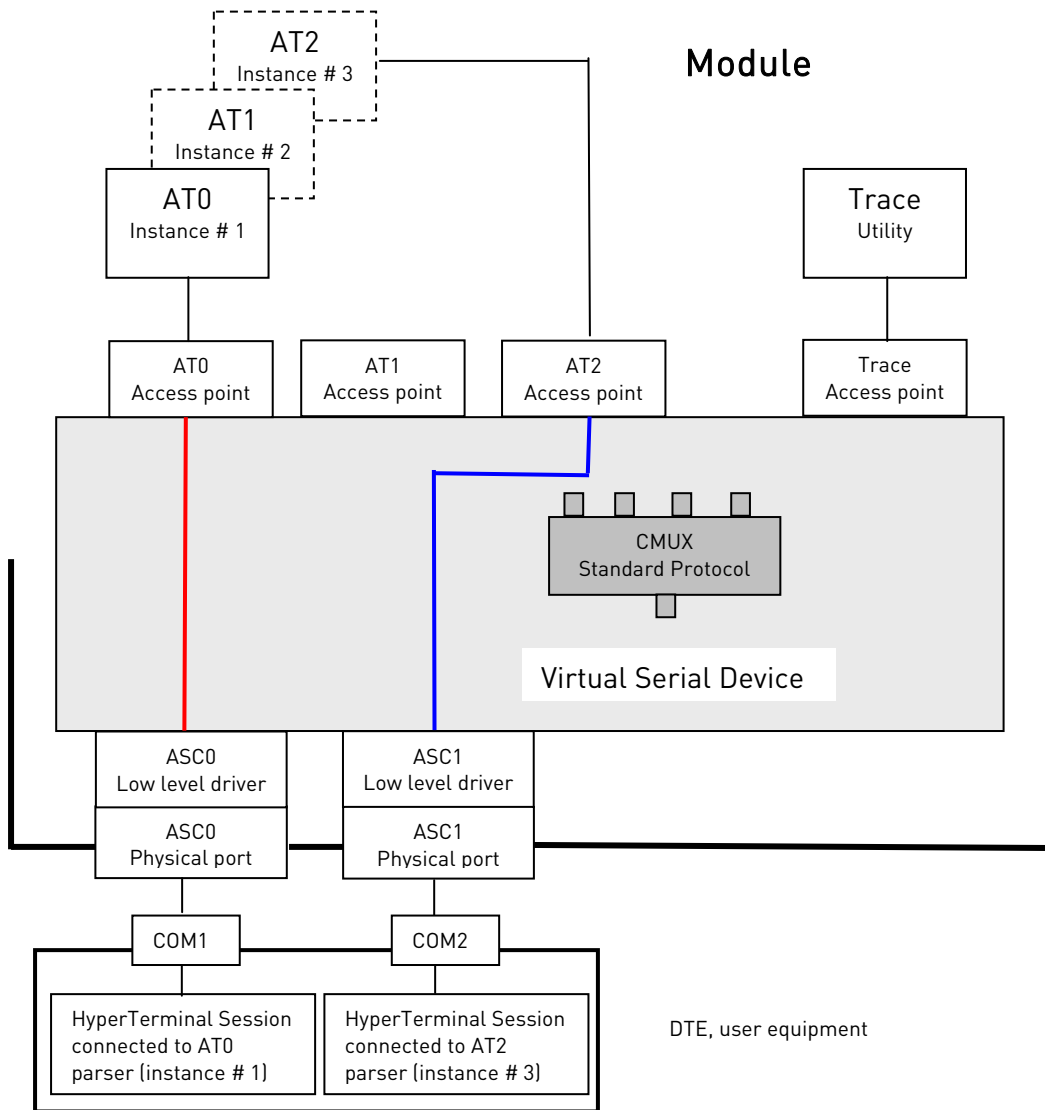 AT2
Instance # 3
Module
AT1
Instance # 2
AT0
Instance # 1
Trace
Utility
AT0
Access point
AT1
Access point
AT2
Access point
Trace
Access point
CMUX
Standard Protocol
Virtual Serial Device
ASC0
Low level driver
ASC1
Low level driver
ASC0
Physical port
ASC1
Physical port
COM1
COM2
HyperTerminal Session
connected to AT0
parser (instance # 1)
HyperTerminal Session
connected to AT2
parser (instance # 3)
DTE, user equipment